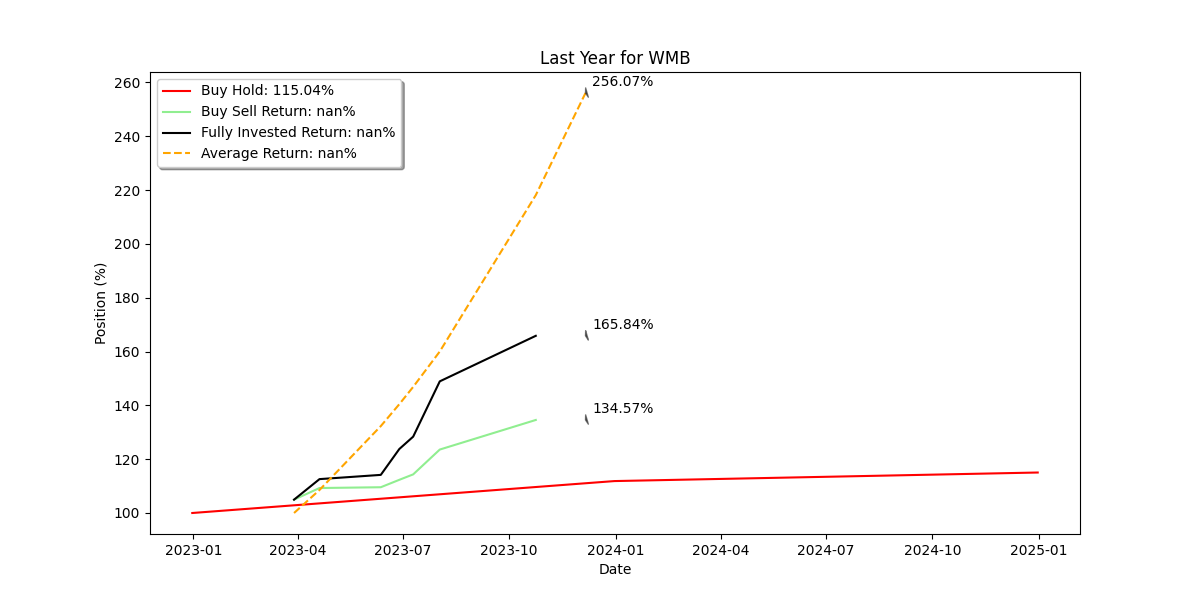 Last Year for WMB
Buy Hold: 115.04%
Buy Sell Return: nan%
Fully Invested Return: nan%
Average Return: nan%
256.07%
165.84%
134.57%
Position (%)
260
240
220
200
180
160
140
120
100
2023-01 2023-04 2023-07 2023-10 2024-01 2024-04 2024-07 2024-10 2025-01
Date